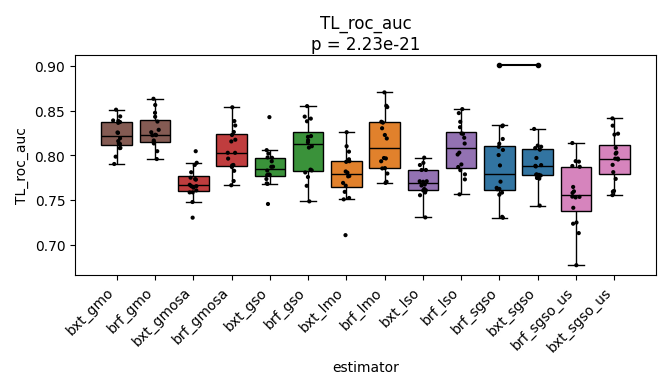 TL_roc_auc
p = 2.23e-21
TL_roc_auc
0.90
0.85
0.80
0.75
0.70
bxt_gmo
brf_gmo
bxt_gmosa
brf_gmosa
bxt_gso
brf_gso
bxt_lmo
brf_lmo
bxt_lso
brf_lso
brf_sgso
bxt_sgso
brf_sgso_us
bxt_sgso_us
estimator